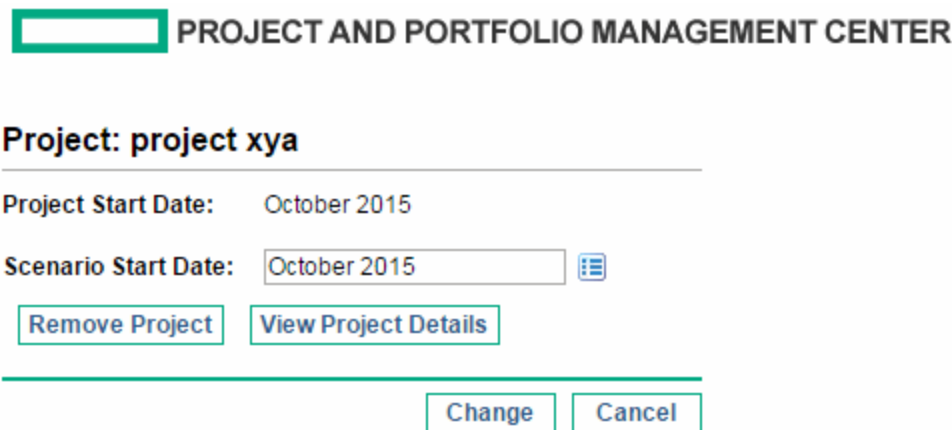 PROJECT AND PORTFOLIO MANAGEMENT CENTER
Project: project xya
Project Start Date: October 2015
Scenario Start Date: October 2015
Remove Project View Project Details
Change Cancel